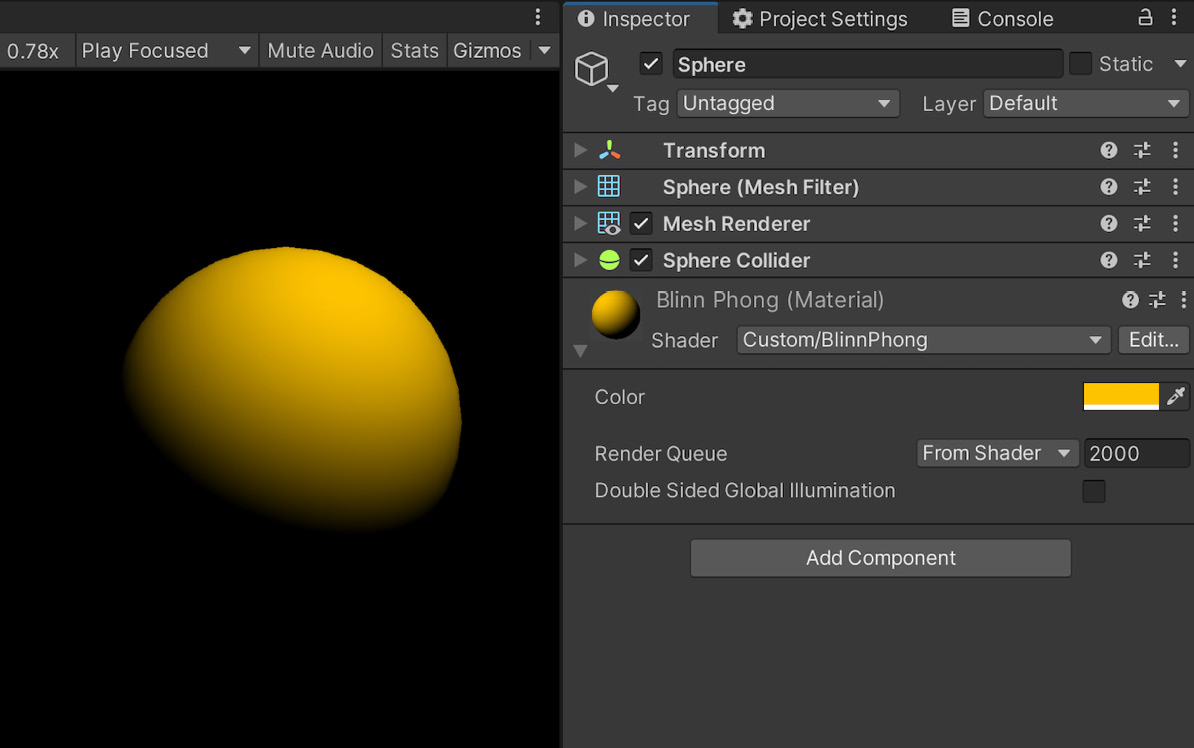 Inspector Project Settings Console
0.78x Play Focused Mute Audio Stats Gizmos
Sphere Static
Tag Untagged Layer Default
Transform
Sphere (Mesh Filter)
Mesh Renderer
Sphere Collider
Blinn Phong (Material)
Shader Custom/BlinnPhong Edit...
Color
Render Queue From Shader 2000
Double Sided Global Illumination
Add Component